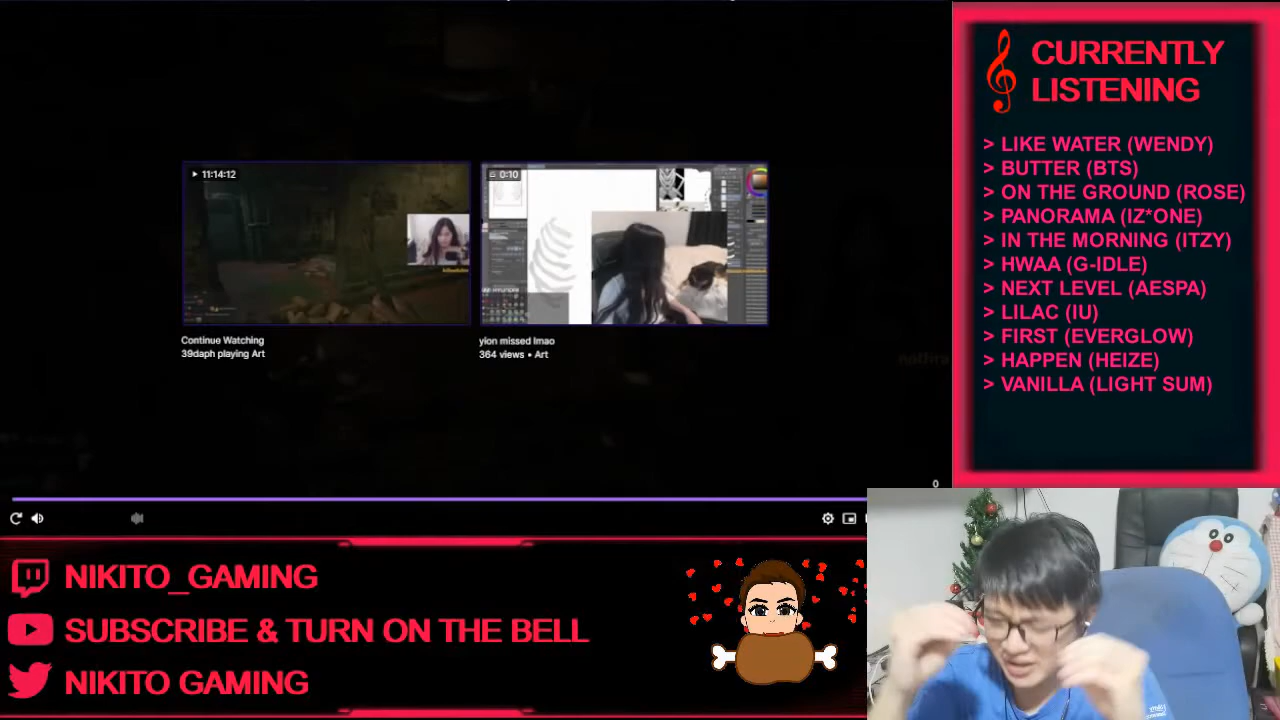 11:14:12
0:10
Continue Watching
39daph playing Art
yion missed lmao
364 views • Art
0
CURRENTLY
LISTENING
> LIKE WATER (WENDY)
> BUTTER (BTS)
> ON THE GROUND (ROSE)
> PANORAMA (IZ*ONE)
> IN THE MORNING (ITZY)
> HWAA (G-IDLE)
> NEXT LEVEL (AESPA)
> LILAC (IU)
> FIRST (EVERGLOW)
> HAPPEN (HEIZE)
> VANILLA (LIGHT SUM)
NIKITO_GAMING
SUBSCRIBE & TURN ON THE BELL
NIKITO GAMING